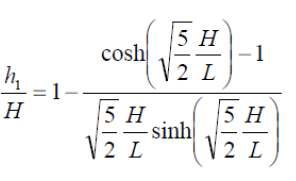 h₁/H = 1 − (cosh(√(5/2) H/L) − 1) / (√(5/2) H/L sinh(√(5/2) H/L))